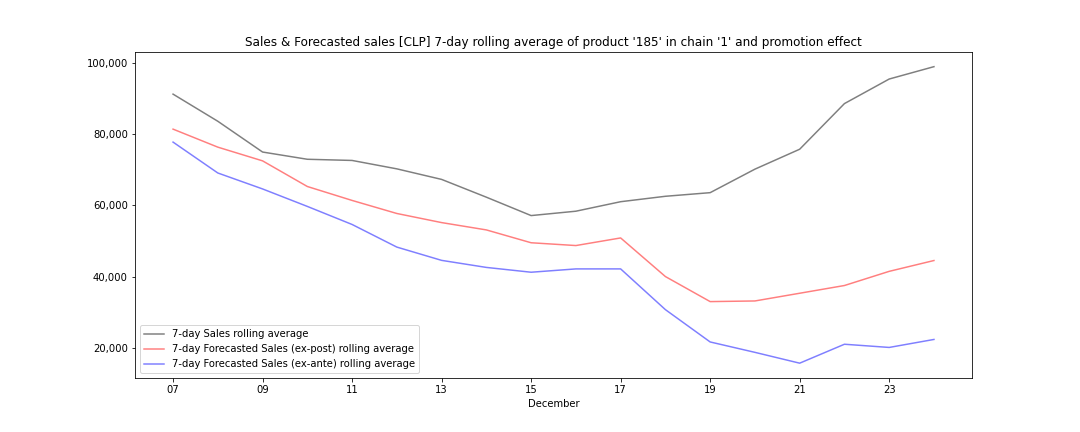 Sales & Forecasted sales [CLP] 7-day rolling average of product '185' in chain '1' and promotion effect
100,000
80,000
60,000
40,000
20,000
7-day Sales rolling average
7-day Forecasted Sales (ex-post) rolling average
7-day Forecasted Sales (ex-ante) rolling average
07 09 11 13 15 17 19 21 23
December